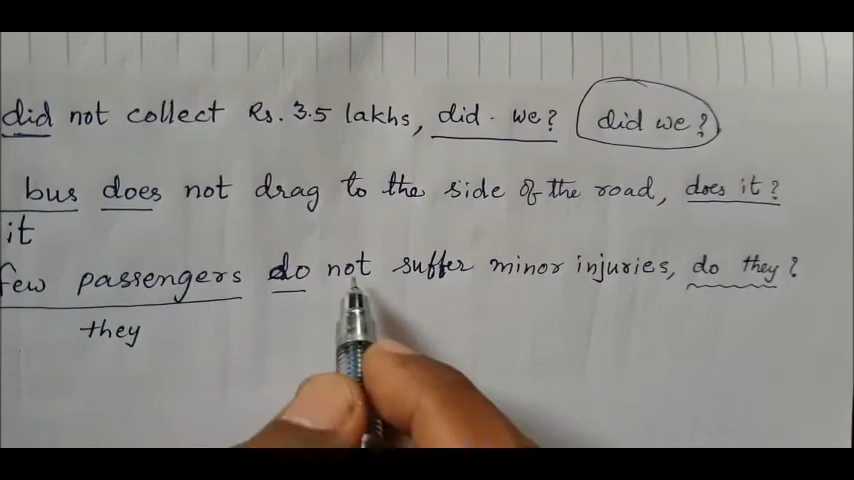 did not collect Rs. 3.5 lakhs, did - we? did we?
bus does not drag to the side of the road, does it?
it
few passengers do not suffer minor injuries, do they?
they